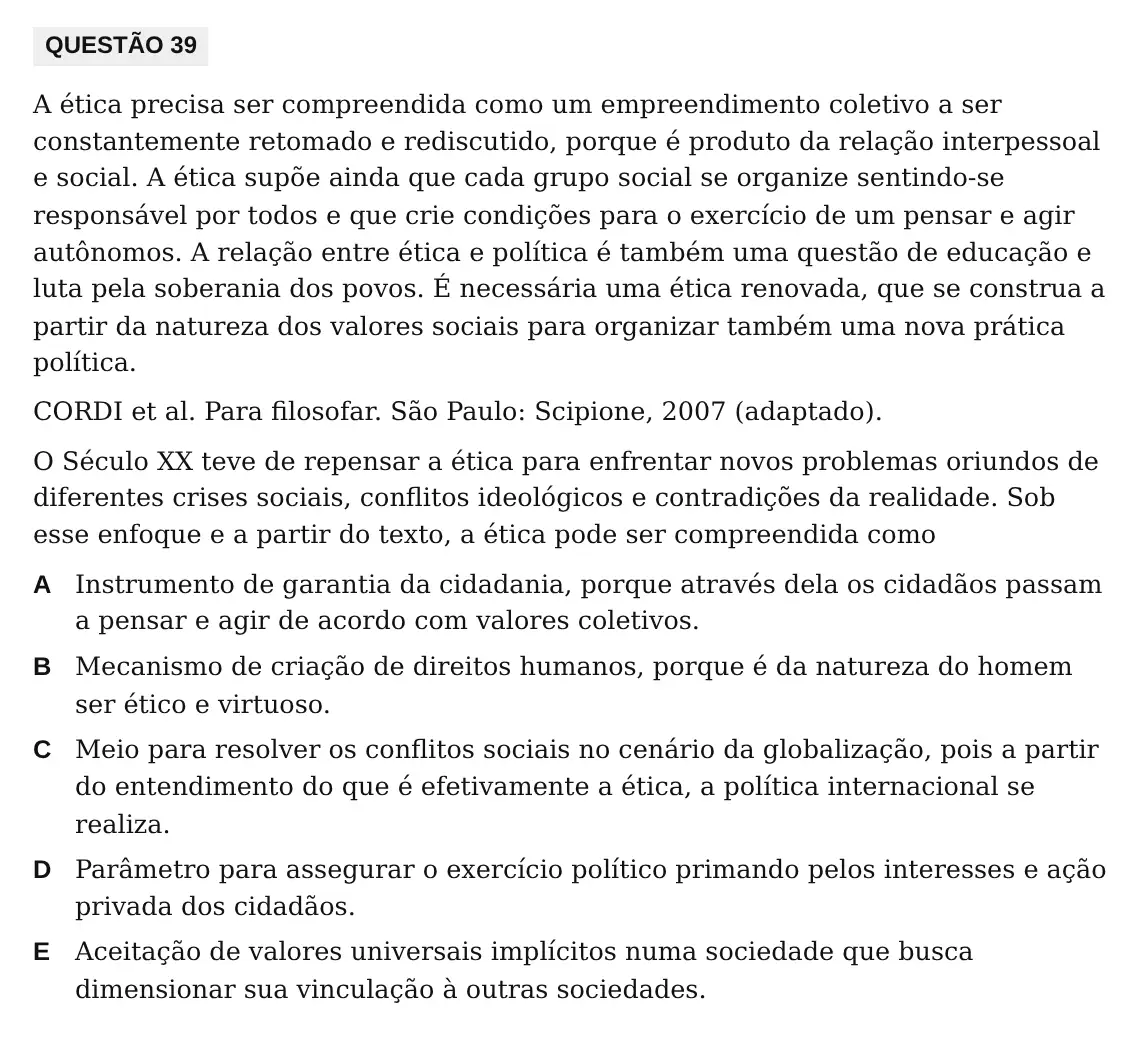 QUESTÃO 39
A ética precisa ser compreendida como um empreendimento coletivo a ser
constantemente retomado e rediscutido, porque é produto da relação interpessoal
e social. A ética supõe ainda que cada grupo social se organize sentindo-se
responsável por todos e que crie condições para o exercício de um pensar e agir
autônomos. A relação entre ética e política é também uma questão de educação e
luta pela soberania dos povos. É necessária uma ética renovada, que se construa a
partir da natureza dos valores sociais para organizar também uma nova prática
política.
CORDI et al. Para filosofar. São Paulo: Scipione, 2007 (adaptado).
O Século XX teve de repensar a ética para enfrentar novos problemas oriundos de
diferentes crises sociais, conflitos ideológicos e contradições da realidade. Sob
esse enfoque e a partir do texto, a ética pode ser compreendida como
A Instrumento de garantia da cidadania, porque através dela os cidadãos passam
a pensar e agir de acordo com valores coletivos.
B Mecanismo de criação de direitos humanos, porque é da natureza do homem
ser ético e virtuoso.
C Meio para resolver os conflitos sociais no cenário da globalização, pois a partir
do entendimento do que é efetivamente a ética, a política internacional se
realiza.
D Parâmetro para assegurar o exercício político primando pelos interesses e ação
privada dos cidadãos.
E Aceitação de valores universais implícitos numa sociedade que busca
dimensionar sua vinculação à outras sociedades.